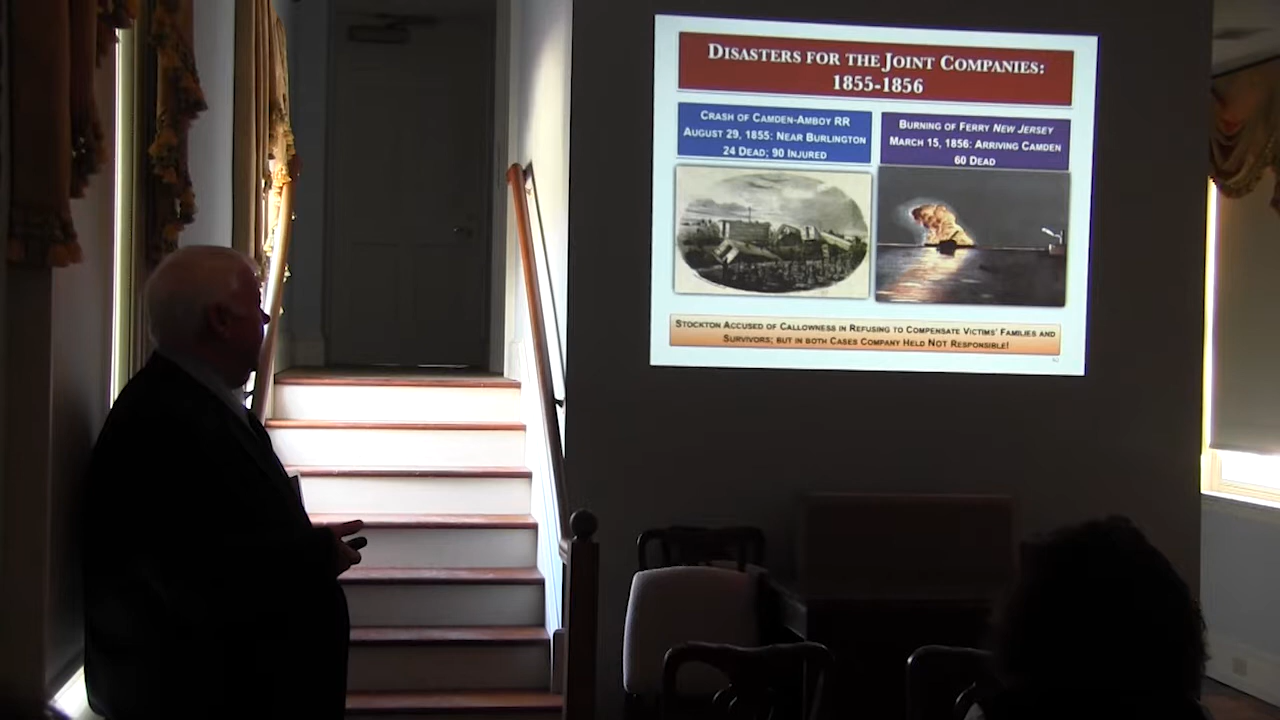 DISASTERS FOR THE JOINT COMPANIES:
1855-1856
CRASH OF CAMDEN-AMBOY RR
AUGUST 29, 1855: NEAR BURLINGTON
24 DEAD; 90 INJURED
BURNING OF FERRY NEW JERSEY
MARCH 15, 1856: ARRIVING CAMDEN
60 DEAD
STOCKTON ACCUSED OF CALLOWNESS IN REFUSING TO COMPENSATE VICTIMS' FAMILIES AND
SURVIVORS; BUT IN BOTH CASES COMPANY HELD NOT RESPONSIBLE!